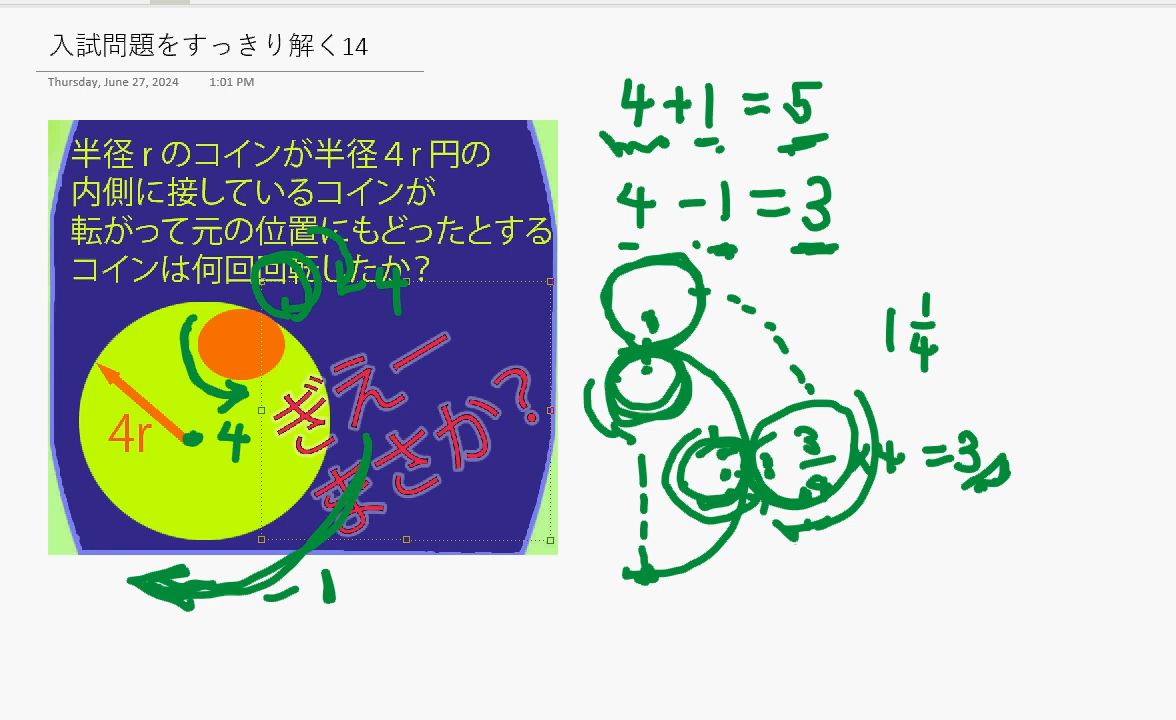 入試問題をすっきり解く14
Thursday, June 27, 2024 1:01 PM
半径ｒのコインが半径４ｒ円の
内側に接しているコインが
転がって元の位置にもどったとする
コインは何回回転したか？
4
4r
4
ぎえー
まさか？
-1
4+1=5
4-1=3
1 1/4
×4=3